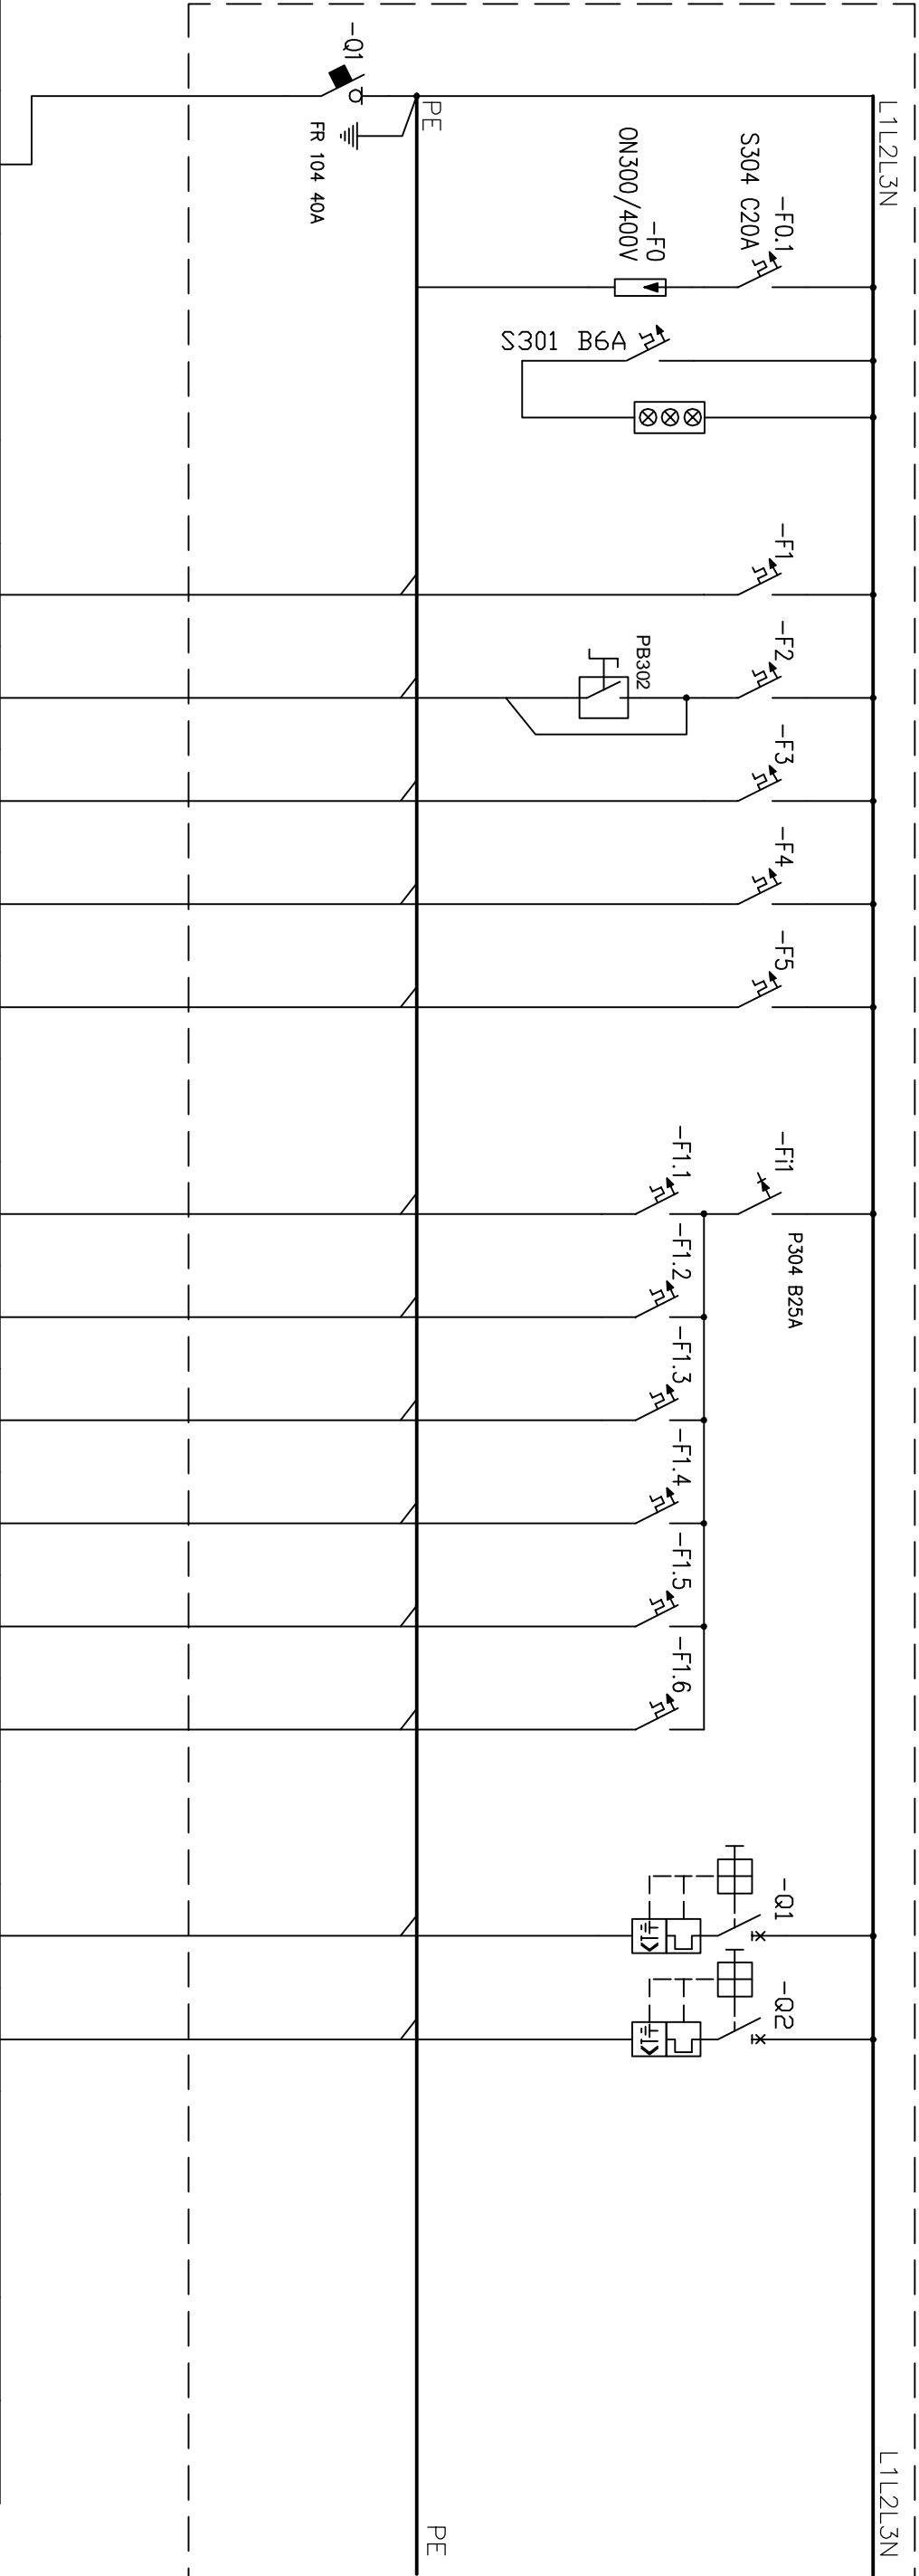 L1L2L3N
-Q1
FR 104 40A
PE
-F0.1
S304 C20A
-F0
ON300/400V
S301 B6A
-F1
-F2
PB302
-F3
-F4
-F5
-Fi1
P304 B25A
-F1.1
-F1.2
-F1.3
-F1.4
-F1.5
-F1.6
-Q1
-Q2
L1L2L3N
PE